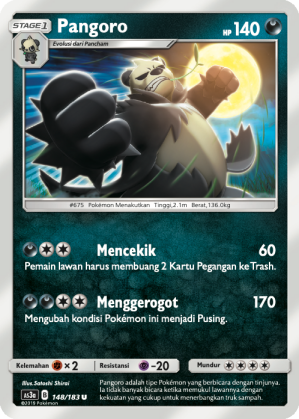 STAGE 1 Pangoro HP 140
Evolusi dari Pancham
#675 Pokémon Menakutkan Tinggi,2.1m Berat,136.0kg
Mencekik 60
Pemain lawan harus membuang 2 Kartu Pegangan ke Trash.
Menggerogot 170
Mengubah kondisi Pokémon ini menjadi Pusing.
Kelemahan ×2 Resistansi -20 Mundur
Illus.Satoshi Shirai
AS3a D 148/183 U
©2019 Pokémon
Pangoro adalah tipe Pokémon yang berbicara dengan tinjunya.
Ia tidak banyak bicara ketika memukul lawannya dengan
kekuatan yang cukup untuk menerbangkan truk sampah.